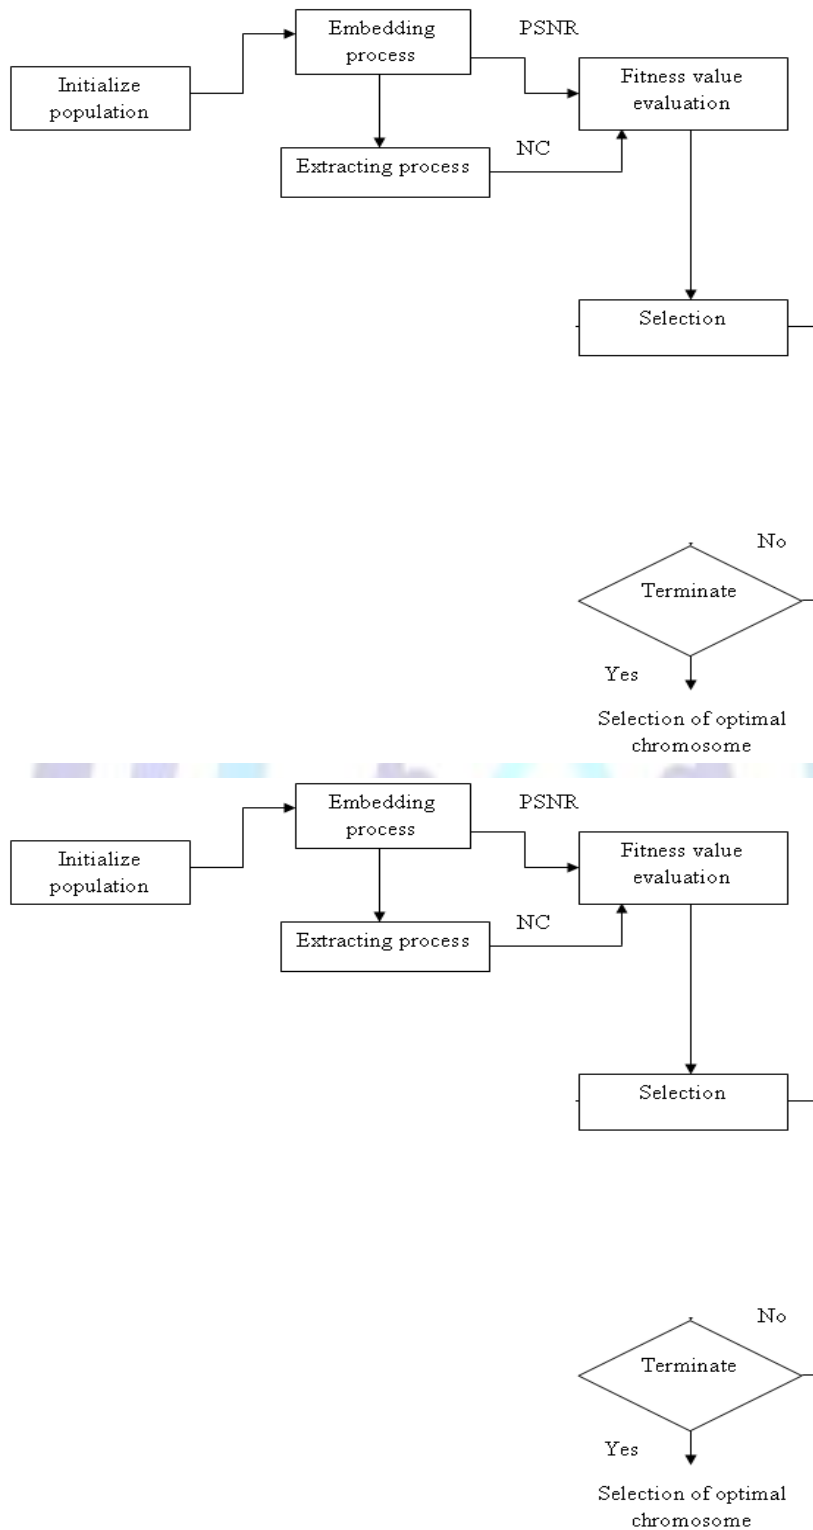 Embedding
process
PSNR
Initialize
population
Fitness value
evaluation
Extracting process
NC
Selection
No
Terminate
Yes
Selection of optimal
chromosome
Embedding
process
PSNR
Initialize
population
Fitness value
evaluation
Extracting process
NC
Selection
No
Terminate
Yes
Selection of optimal
chromosome